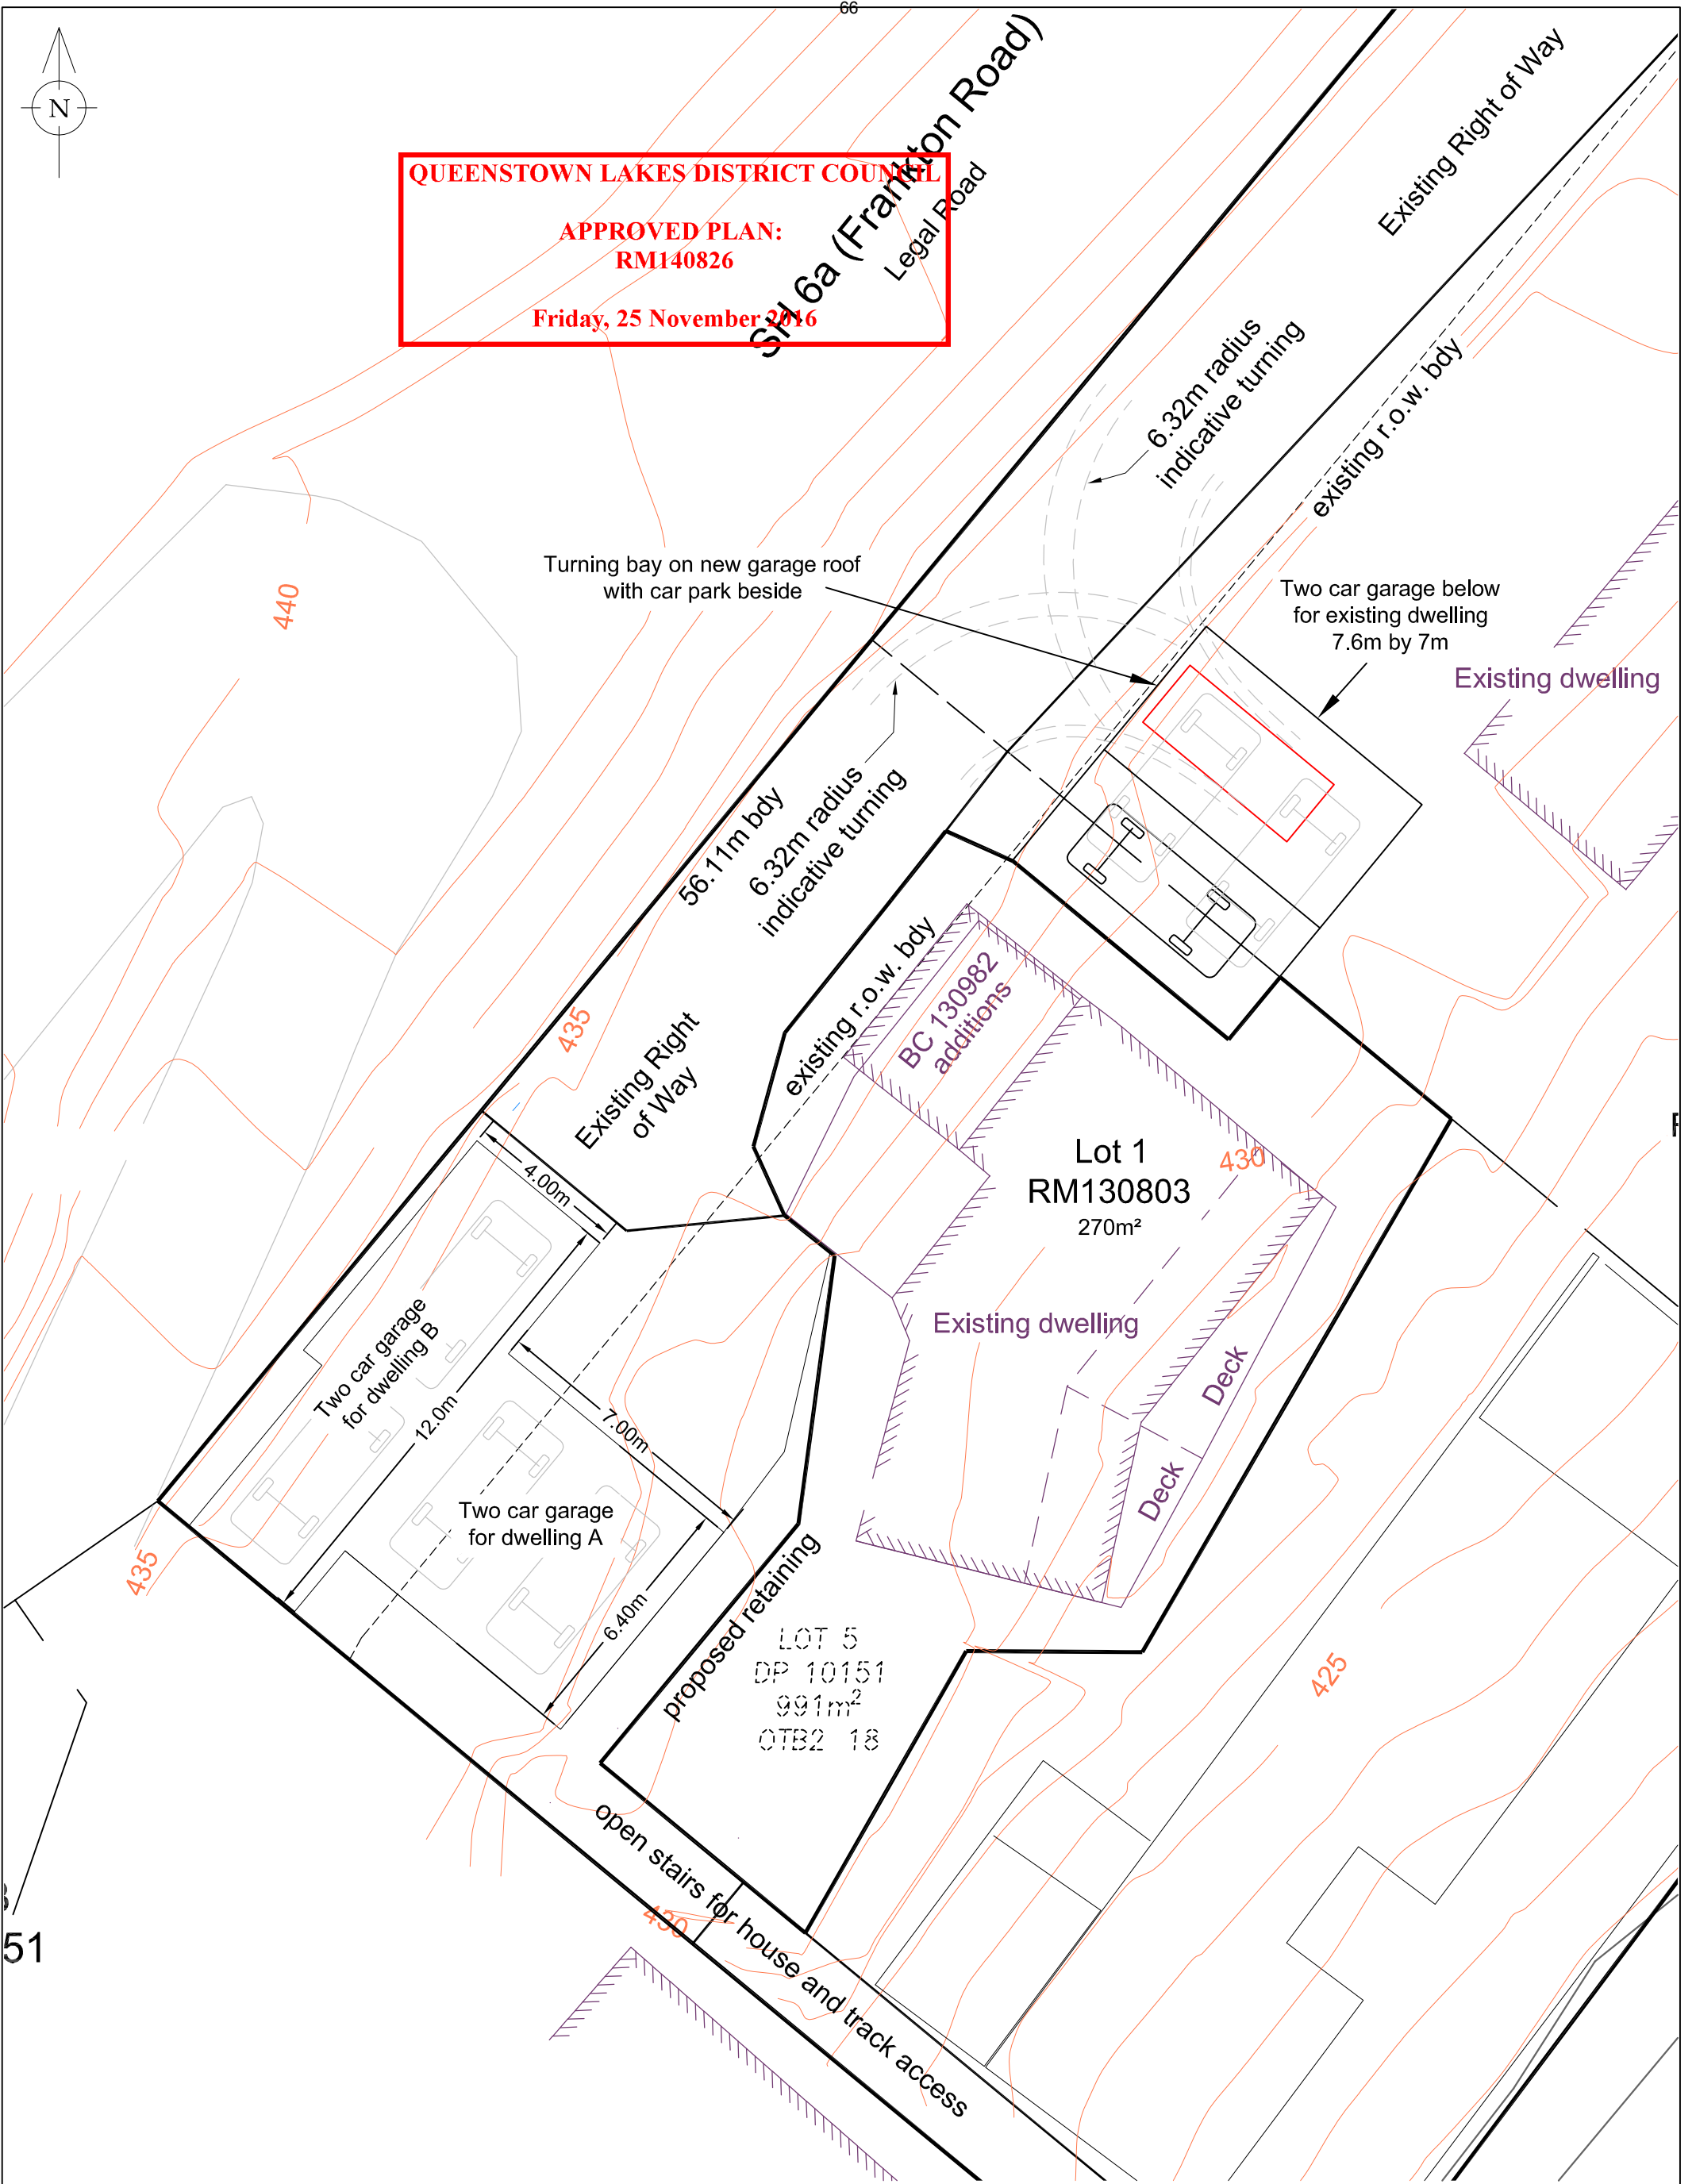 66
N
QUEENSTOWN LAKES DISTRICT COUNCIL
APPROVED PLAN:
RM140826
Friday, 25 November 2016
SH 6a (Frankton Road)
Legal Road
Existing Right of Way
6.32m radius
indicative turning
existing r.o.w. bdy
Turning bay on new garage roof
with car park beside
Two car garage below
for existing dwelling
7.6m by 7m
Existing dwelling
440
56.11m bdy
6.32m radius
indicative turning
existing r.o.w. bdy
BC 130982
additions
435
Existing Right
of Way
4.00m
Lot 1
RM130803
270m²
430
Existing dwelling
Deck
Deck
Two car garage
for dwelling B
12.0m
7.00m
Two car garage
for dwelling A
6.40m
435
proposed retaining
LOT 5
DP 10151
991m²
OTB2 18
425
open stairs for house and track access
430
51